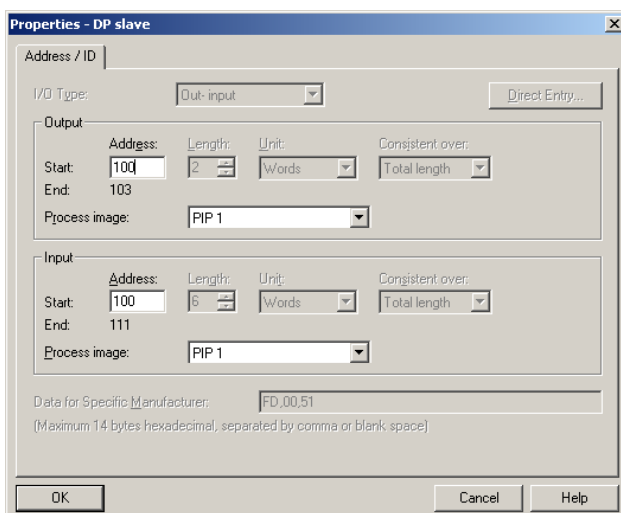 Properties - DP slave
Address / ID
I/O Type: Out- input Direct Entry...
Output
Address: Length: Unit: Consistent over:
Start: 100 2 Words Total length
End: 103
Process image: PIP 1
Input
Address: Length: Unit: Consistent over:
Start: 100 6 Words Total length
End: 111
Process image: PIP 1
Data for Specific Manufacturer: FD,00,51
(Maximum 14 bytes hexadecimal, separated by comma or blank space)
OK Cancel Help